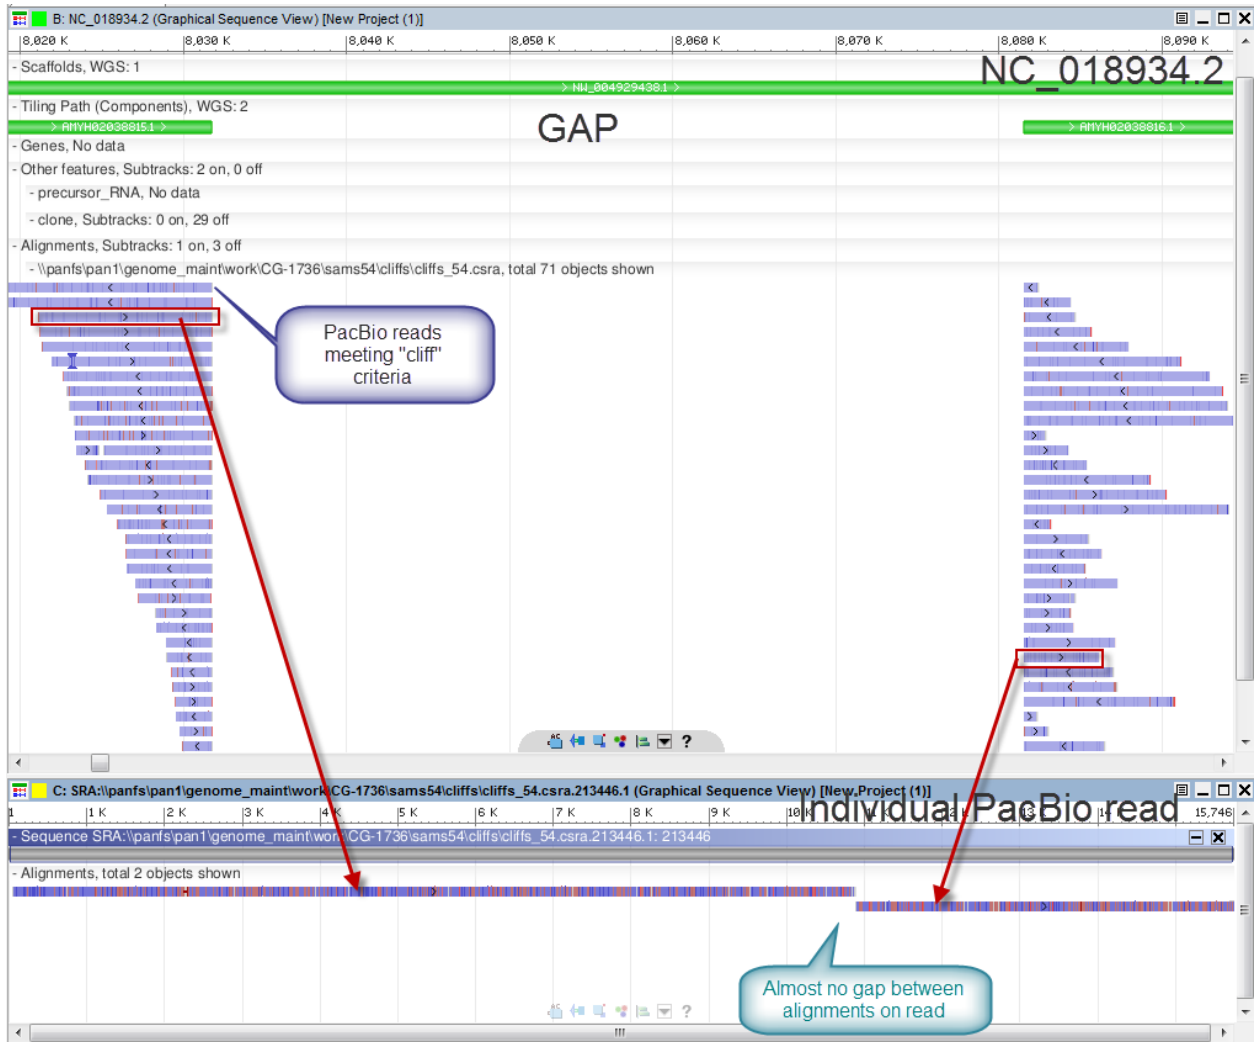 B: NC_018934.2 (Graphical Sequence View) [New Project (1)]
8,020 K 8,030 K 8,040 K 8,050 K 8,060 K 8,070 K 8,080 K 8,090 K
- Scaffolds, WGS: 1
NC_018934.2
> NW_004929438.1 >
- Tiling Path (Components), WGS: 2
> AMYH02038815.1 >
GAP
> AMYH02038816.1 >
- Genes, No data
- Other features, Subtracks: 2 on, 0 off
- precursor_RNA, No data
- clone, Subtracks: 0 on, 29 off
- Alignments, Subtracks: 1 on, 3 off
- \\panfs\pan1\genome_maint\work\CG-1736\sams54\cliffs\cliffs_54.csra, total 71 objects shown
PacBio reads
meeting "cliff"
criteria
C: SRA:\\panfs\pan1\genome_maint\work\CG-1736\sams54\cliffs\cliffs_54.csra.213446.1 (Graphical Sequence View) [New Project (1)]
Individual PacBio read
1 1 K 2 K 3 K 4 K 5 K 6 K 7 K 8 K 9 K 10 K 12 K 13 K 14 15,746
- Sequence SRA:\\panfs\pan1\genome_maint\work\CG-1736\sams54\cliffs\cliffs_54.csra.213446.1: 213446
- Alignments, total 2 objects shown
Almost no gap between
alignments on read